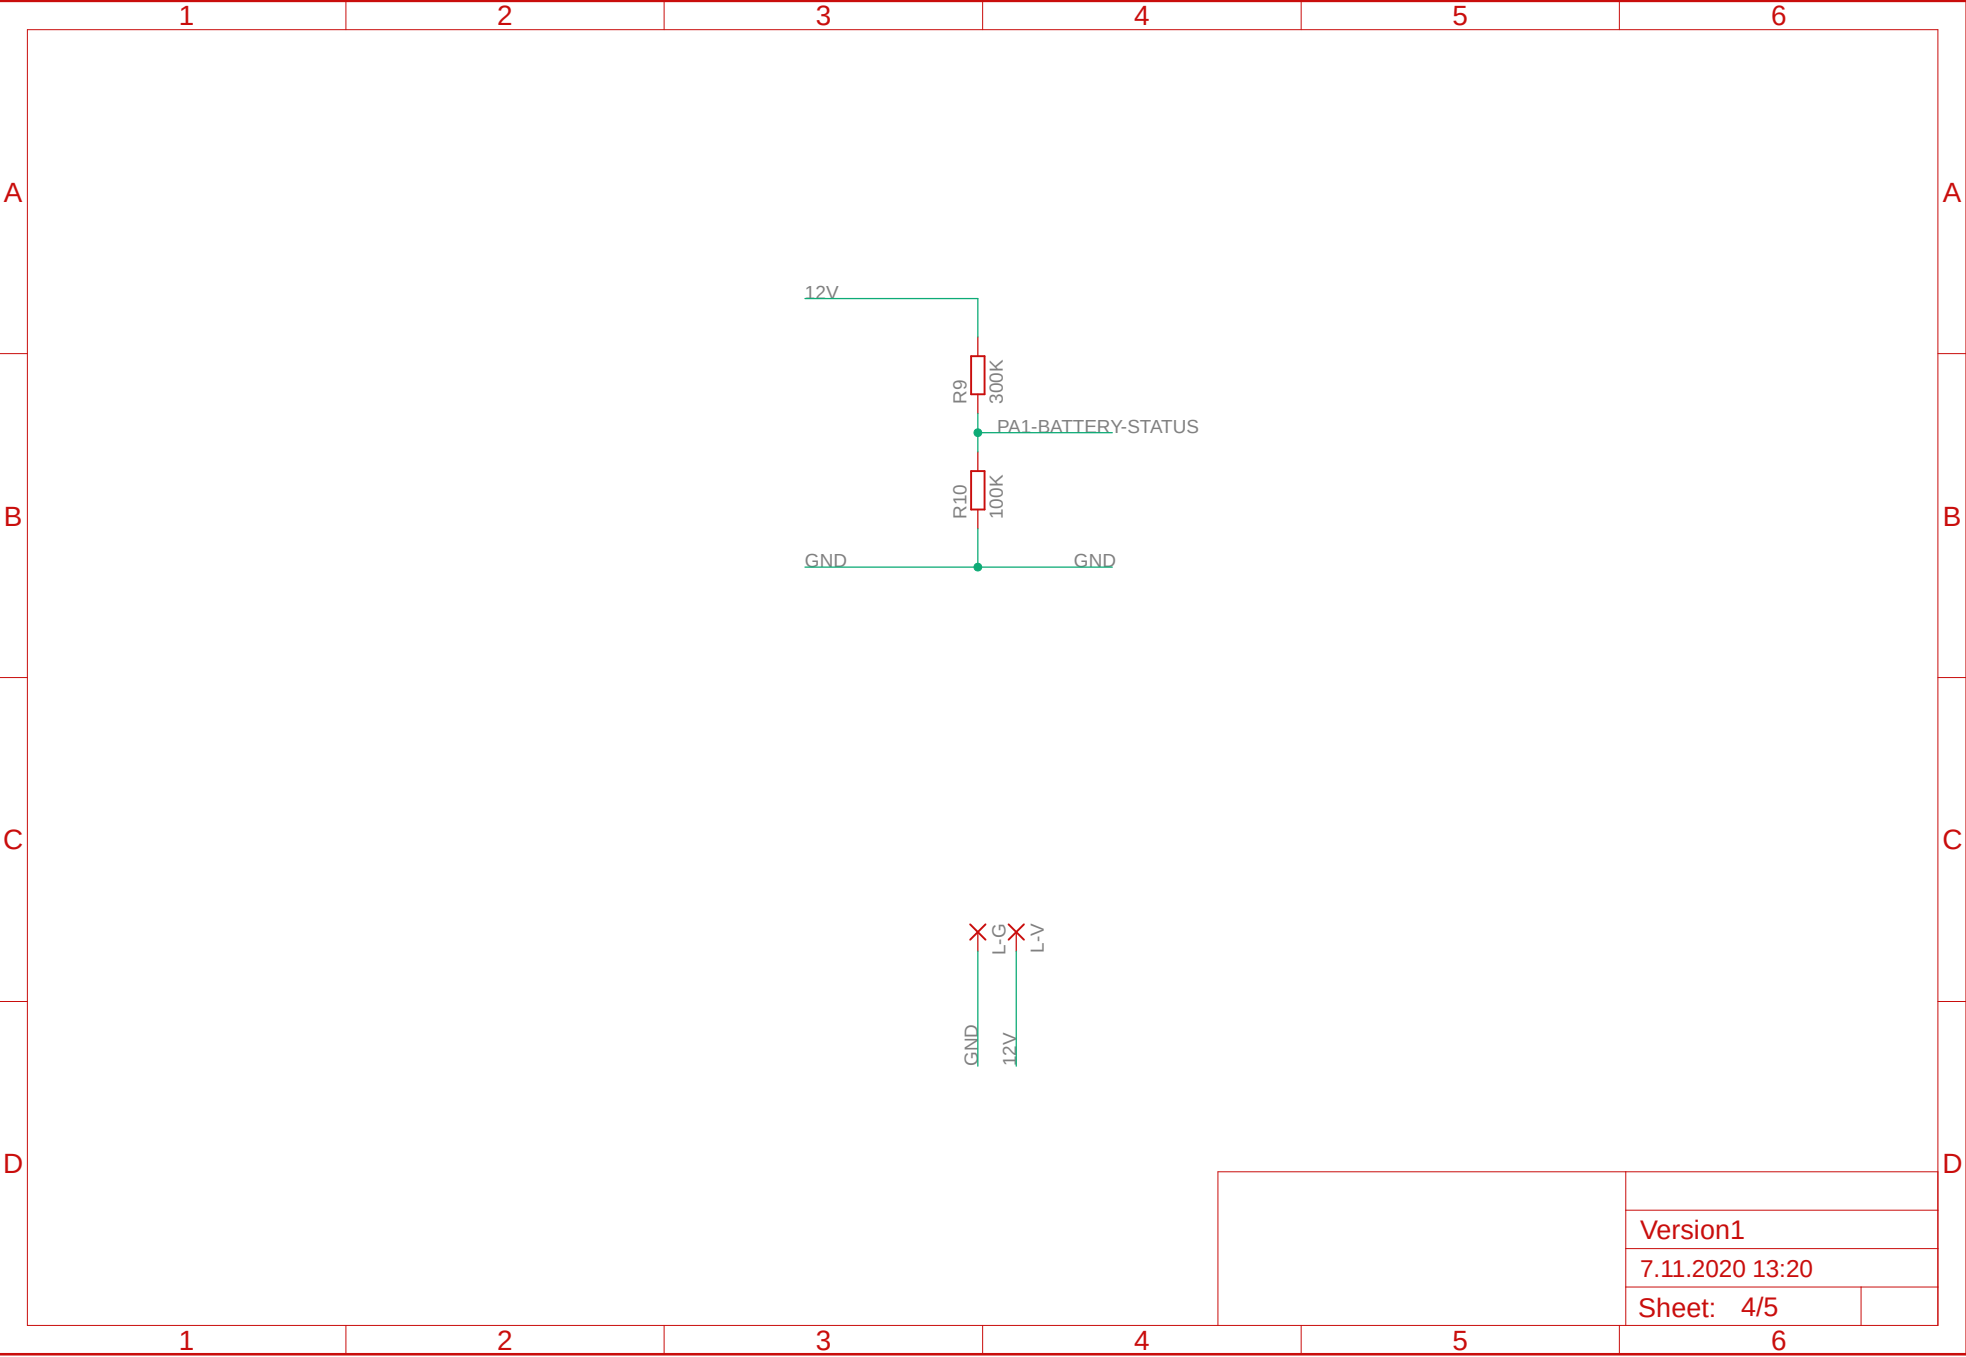 1 2 3 4 5 6
A A
12V
R9 300K
PA1-BATTERY-STATUS
R10 100K
B B
GND GND
C C
L-G L-V
GND 12V
D D
Version1
7.11.2020 13:20
Sheet: 4/5
1 2 3 4 5 6